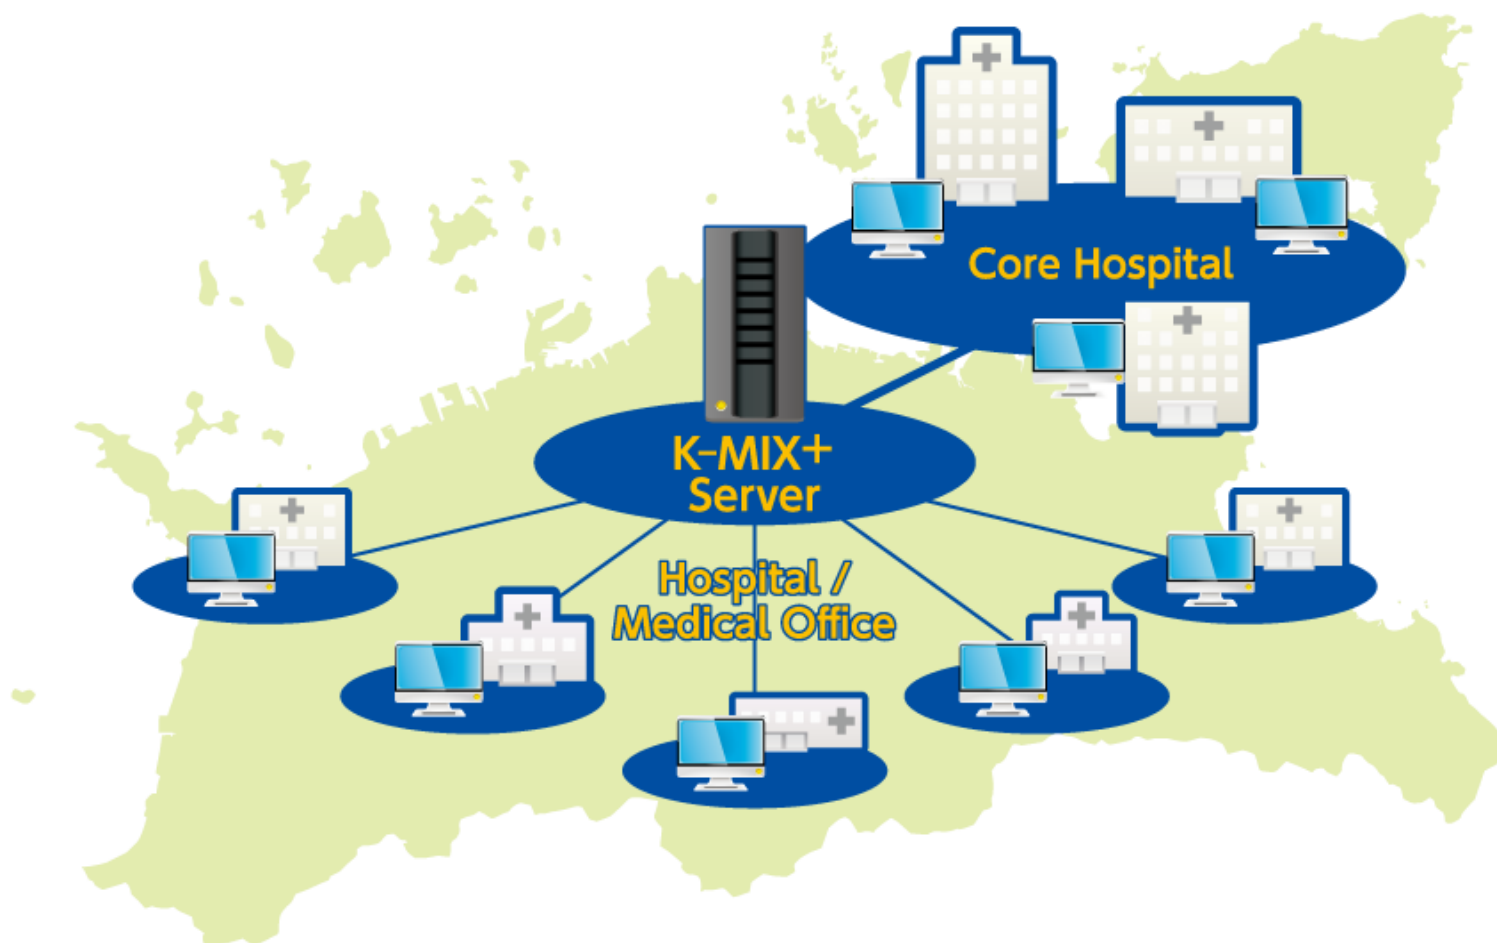 Core Hospital
K-MIX+
Server
Hospital /
Medical Office